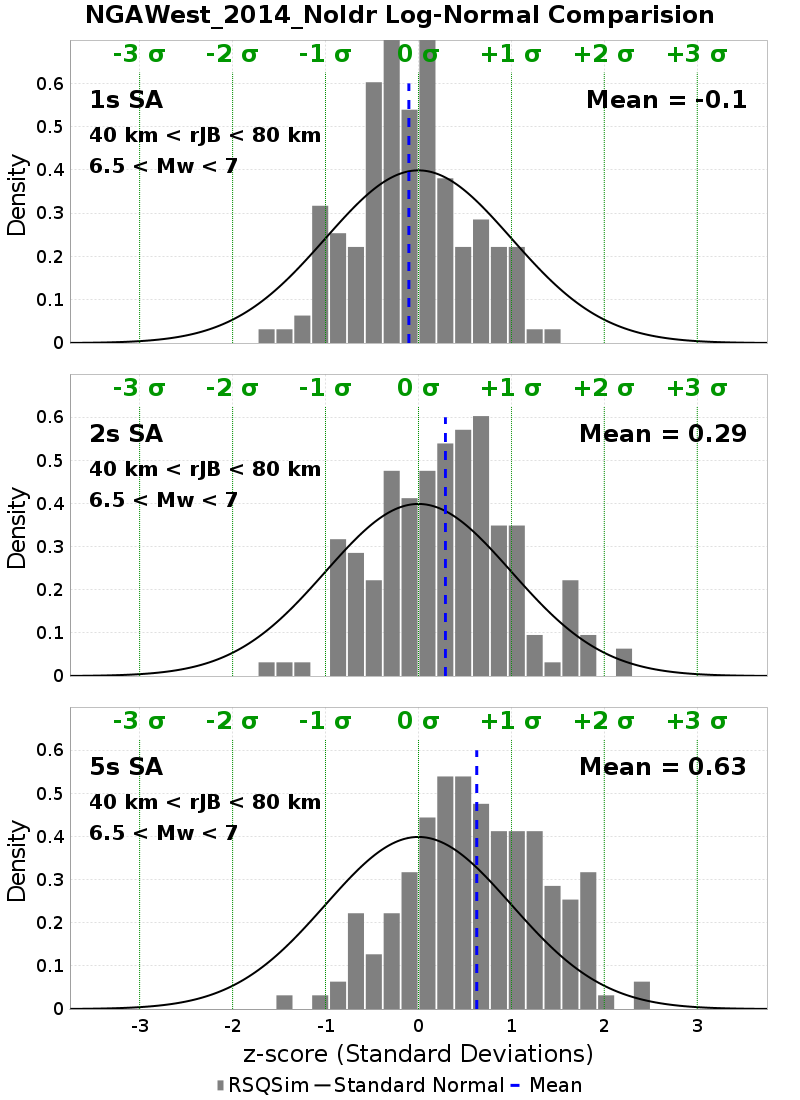 NGAWest_2014_NoIdr Log-Normal Comparision
-3 σ -2 σ -1 σ 0 σ +1 σ +2 σ +3 σ
0.6
1s SA Mean = -0.1
0.5
40 km < rJB < 80 km
6.5 < Mw < 7
0.4
0.3
0.2
0.1
0
Density
-3 σ -2 σ -1 σ 0 σ +1 σ +2 σ +3 σ
0.6
2s SA Mean = 0.29
0.5
40 km < rJB < 80 km
6.5 < Mw < 7
0.4
0.3
0.2
0.1
0
Density
-3 σ -2 σ -1 σ 0 σ +1 σ +2 σ +3 σ
0.6
5s SA Mean = 0.63
0.5
40 km < rJB < 80 km
6.5 < Mw < 7
0.4
0.3
0.2
0.1
0
Density
-3 -2 -1 0 1 2 3
z-score (Standard Deviations)
RSQSim Standard Normal Mean